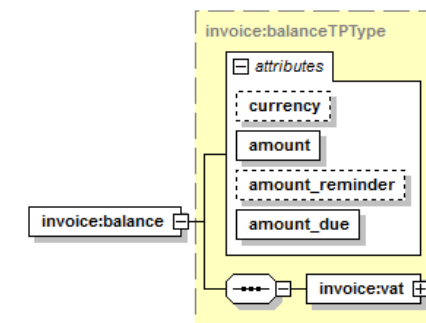 invoice:balanceTPType
attributes
currency
amount
amount_reminder
invoice:balance
amount_due
invoice:vat